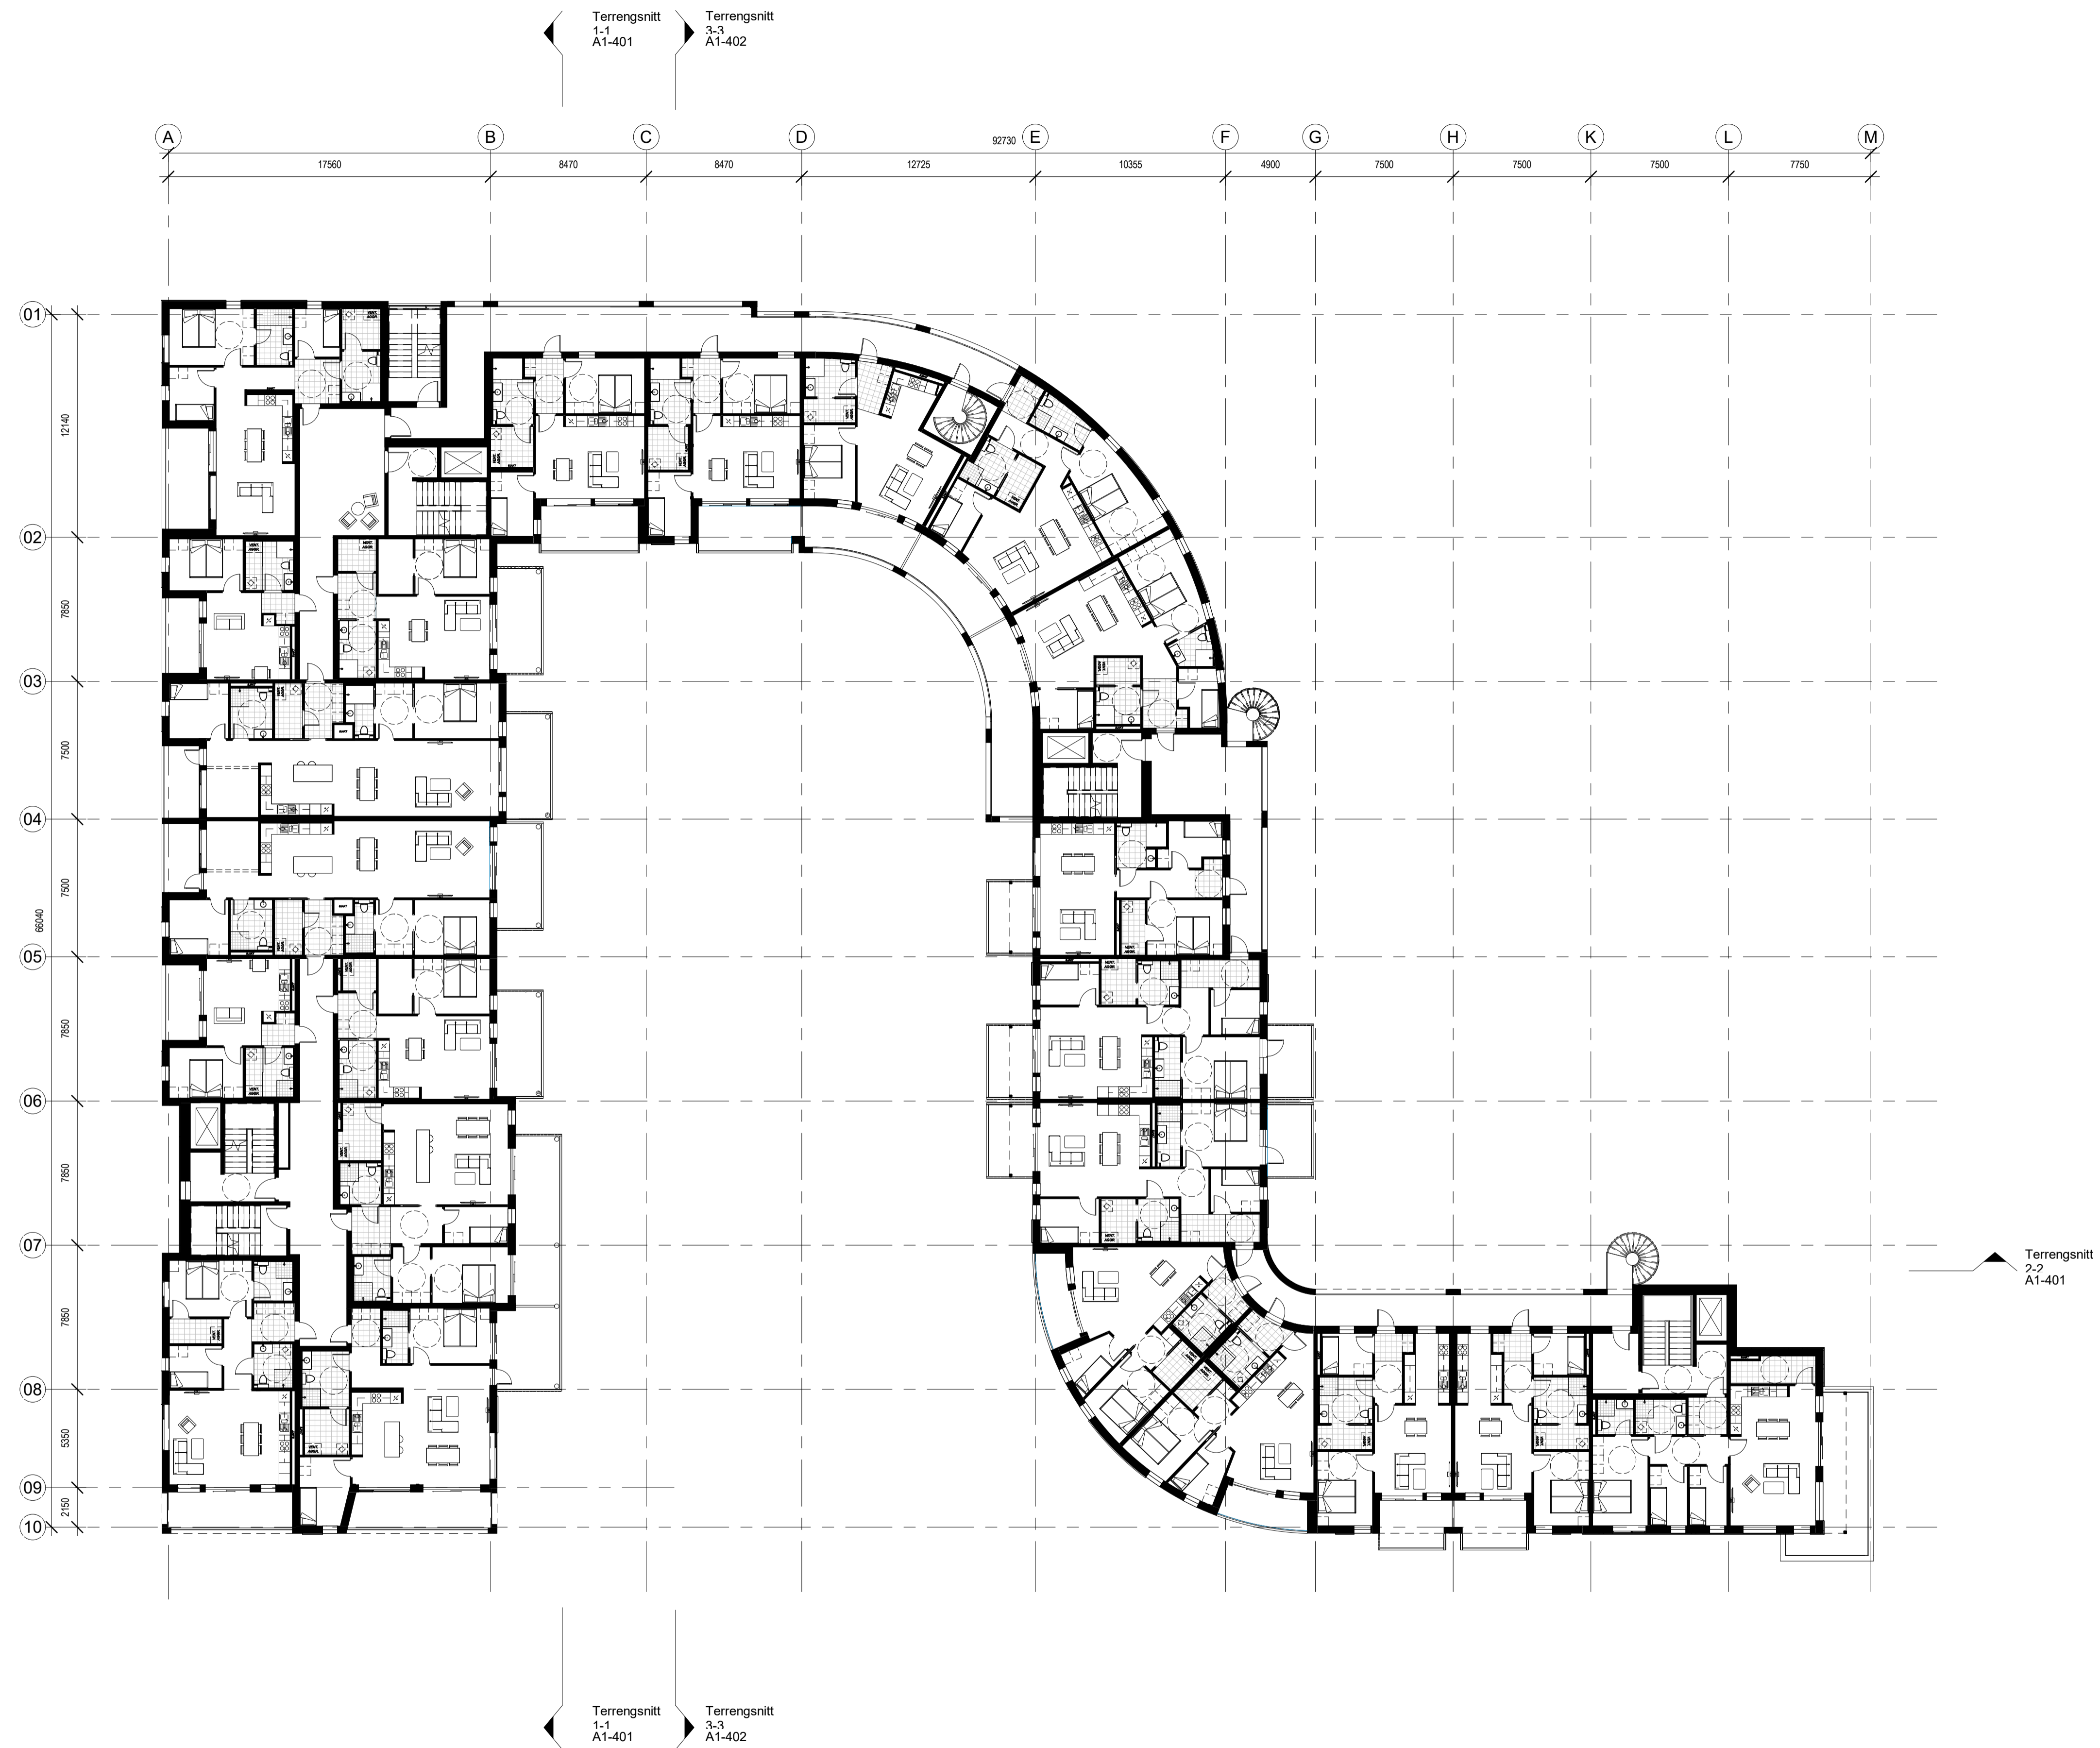 Terrengsnitt
1-1
A1-401
Terrengsnitt
3-3
A1-402
A
B
C
D
E
F
G
H
K
L
M
92730
17560
8470
8470
12725
10355
4900
7500
7500
7500
7750
01
02
03
04
05
06
07
08
09
10
12140
7850
7500
7500
66040
7850
7850
7850
5350
2150
Terrengsnitt
2-2
A1-401
Terrengsnitt
1-1
A1-401
Terrengsnitt
3-3
A1-402